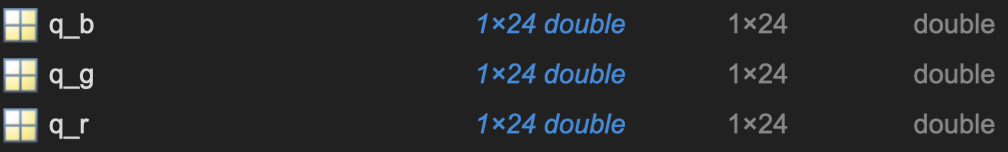 q_b 1×24 double 1×24 double
q_g 1×24 double 1×24 double
q_r 1×24 double 1×24 double